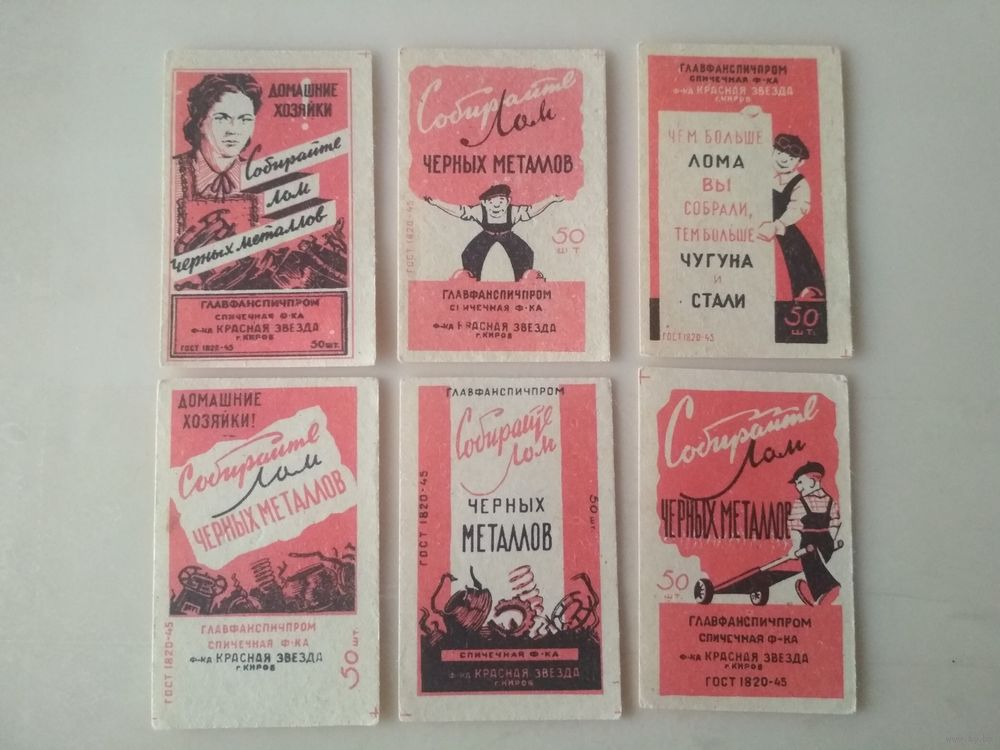 ДОМАШНИЕ
ХОЗЯЙКИ
Собирайте
лом
черных металлов
ГЛАВФАНСПИЧПРОМ
СПИЧЕЧНАЯ Ф-КА
Ф-КА КРАСНАЯ ЗВЕЗДА
Г. КИРОВ
ГОСТ 1820-45
50 ШТ.
Собирайте
Лом
ЧЕРНЫХ МЕТАЛЛОВ
ГОСТ 1820-45
50
ШТ
ГЛАВФАНСПИЧПРОМ
СПИЧЕЧНАЯ Ф-КА
Ф-КА КРАСНАЯ ЗВЕЗДА
Г. КИРОВ
ГЛАВФАНСПИЧПРОМ
СПИЧЕЧНАЯ Ф-КА
Ф-КА КРАСНАЯ ЗВЕЗДА
Г. КИРОВ
ЧЕМ БОЛЬШЕ
ЛОМА
ВЫ
СОБРАЛИ,
ТЕМ БОЛЬШЕ
ЧУГУНА
И
СТАЛИ
50
ШТ.
ГОСТ 1820-45
ДОМАШНИЕ
ХОЗЯЙКИ!
Собирайте
Лом
ЧЕРНЫХ МЕТАЛЛОВ
ГОСТ 1820-45
ГЛАВФАНСПИЧПРОМ
СПИЧЕЧНАЯ Ф-КА
Ф-КА КРАСНАЯ ЗВЕЗДА
Г. КИРОВ
50 ШТ.
ГЛАВФАНСПИЧПРОМ
Собирайте
Лом
ЧЕРНЫХ
МЕТАЛЛОВ
ГОСТ 1820-45
50 ШТ.
СПИЧЕЧНАЯ Ф-КА
Ф-КА КРАСНАЯ ЗВЕЗДА
Г. КИРОВ
Собирайте
Лом
ЧЕРНЫХ МЕТАЛЛОВ
50
ШТ.
ГЛАВФАНСПИЧПРОМ
СПИЧЕЧНАЯ Ф-КА
Ф-КА КРАСНАЯ ЗВЕЗДА
Г. КИРОВ
ГОСТ 1820-45